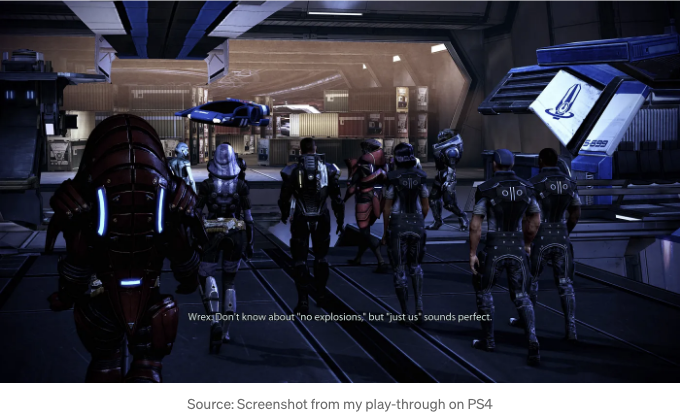 Wrex: Don't know about "no explosions," but "just us" sounds perfect.
Source: Screenshot from my play-through on PS4